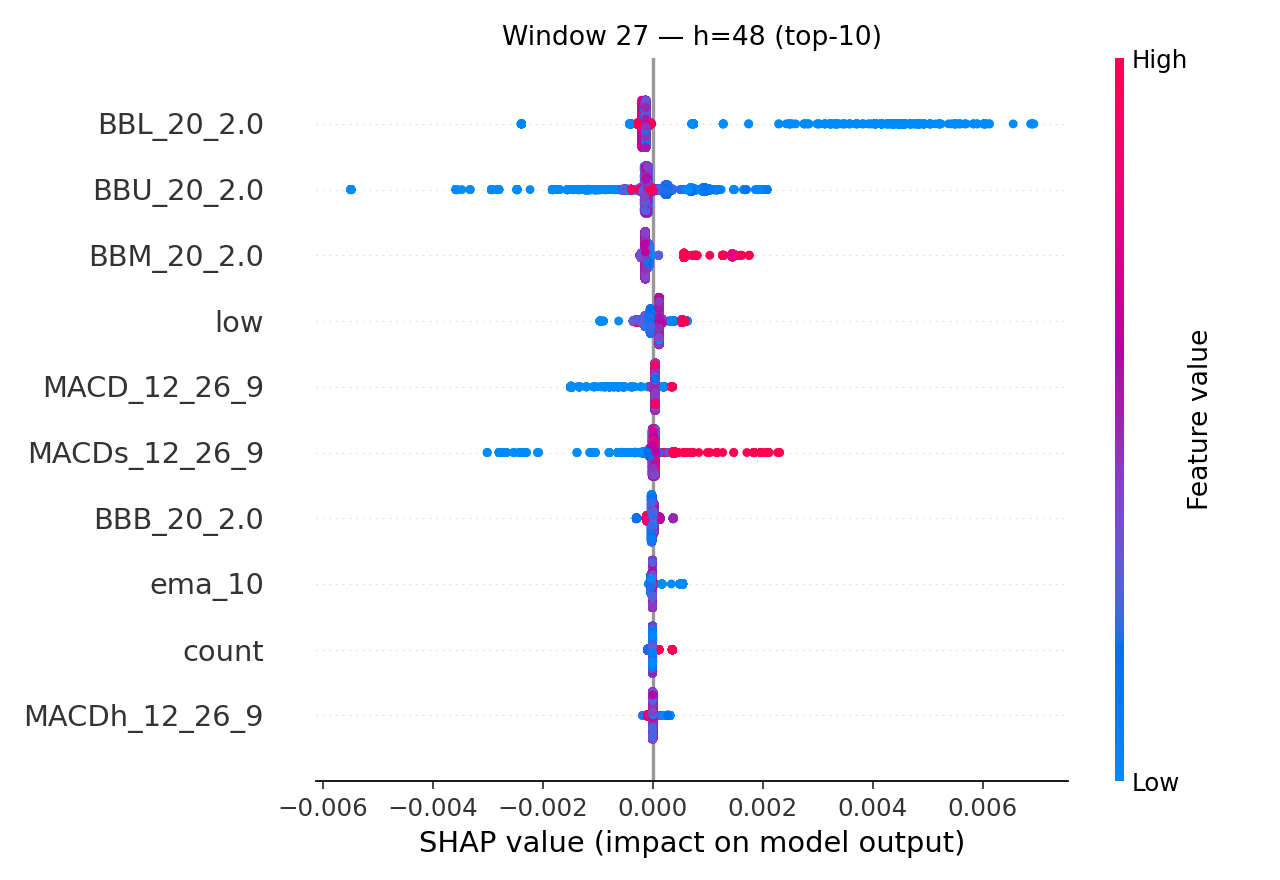 Window 27 — h=48 (top-10)
High
BBL_20_2.0
BBU_20_2.0
BBM_20_2.0
low
MACD_12_26_9
MACDs_12_26_9
BBB_20_2.0
ema_10
count
MACDh_12_26_9
Feature value
Low
−0.006 −0.004 −0.002 0.000 0.002 0.004 0.006
SHAP value (impact on model output)